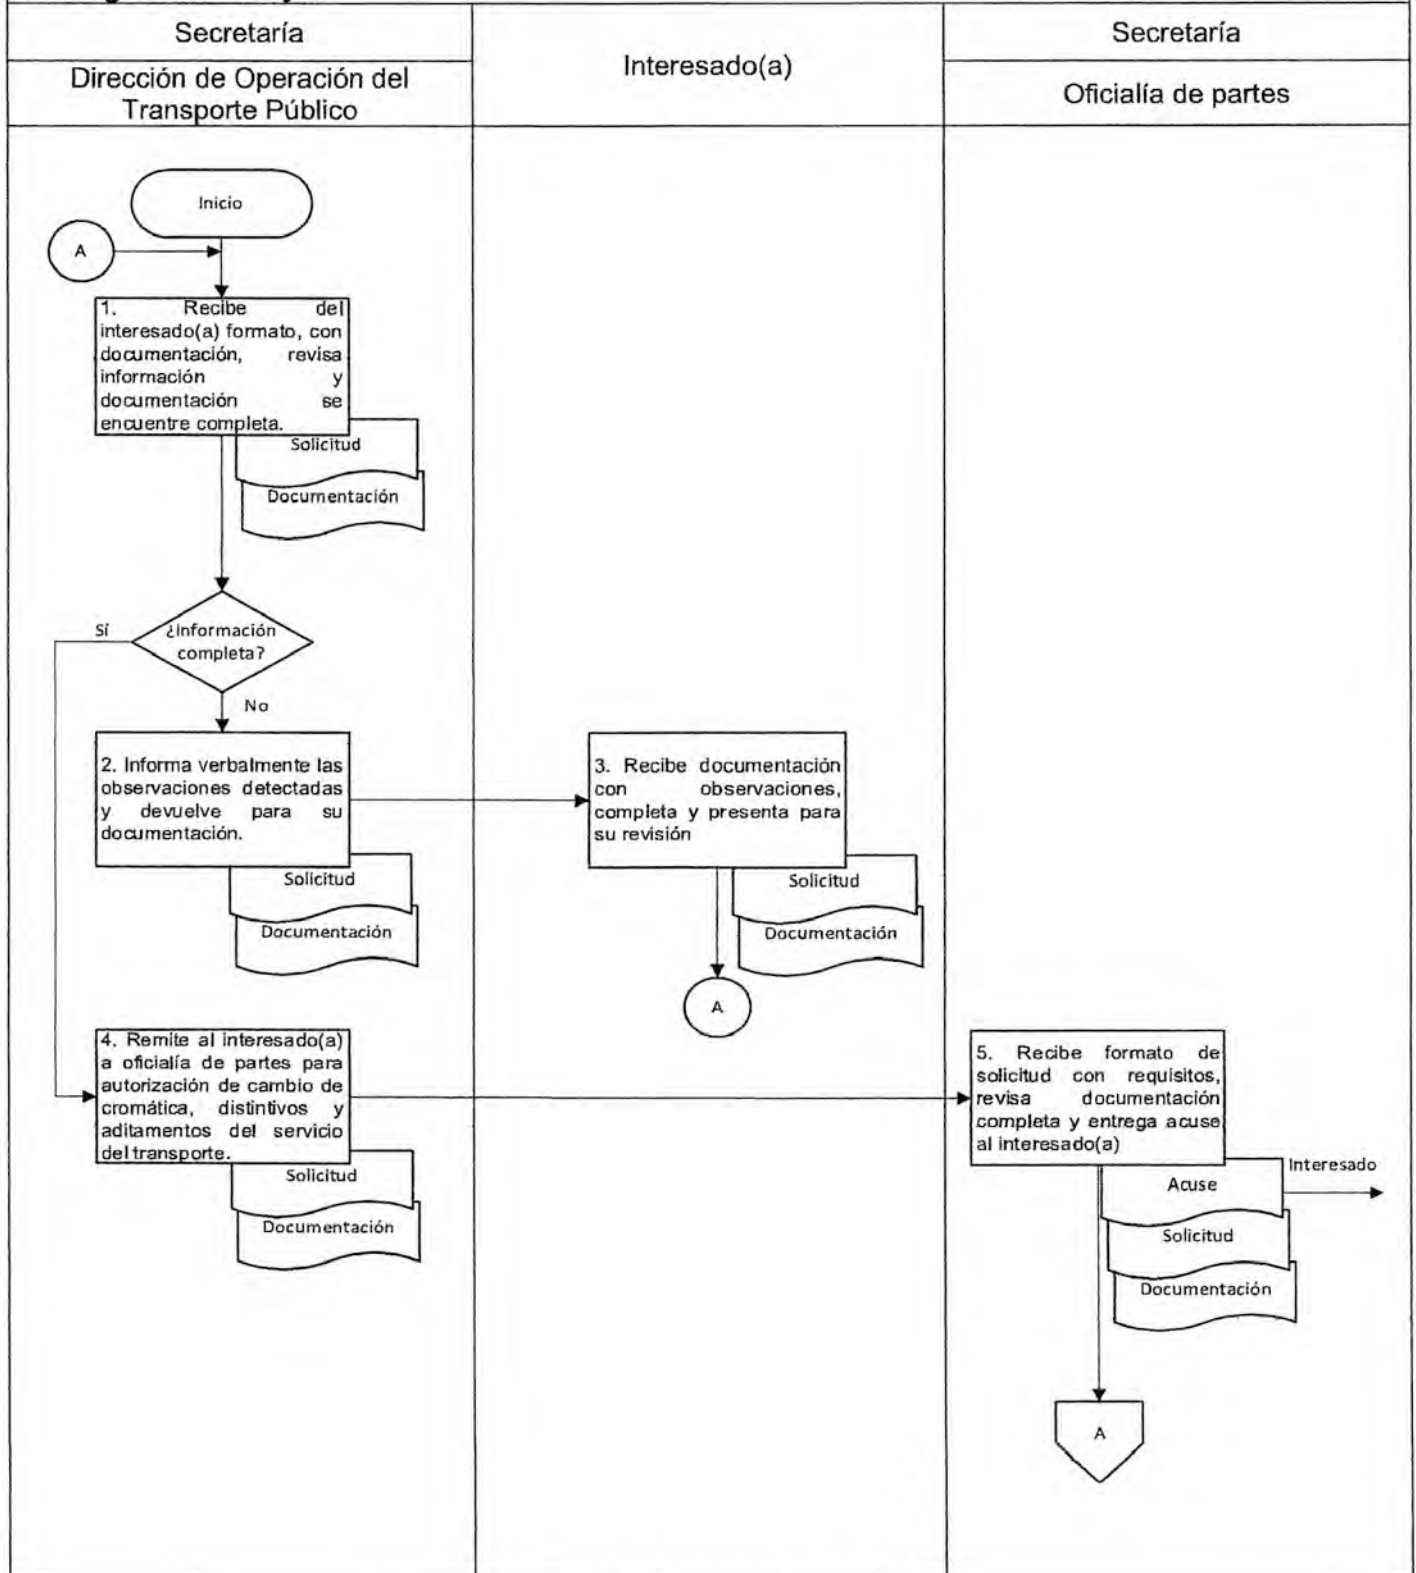 Secretaría
Dirección de Operación del
Transporte Público
Interesado(a)
Secretaría
Oficialía de partes
Inicio
A
1. Recibe del
interesado(a) formato, con
documentación, revisa
información y
documentación se
encuentre completa.
Solicitud
Documentación
¿Información
completa?
Sí
No
2. Informa verbalmente las
observaciones detectadas
y devuelve para su
documentación.
Solicitud
Documentación
3. Recibe documentación
con observaciones,
completa y presenta para
su revisión
Solicitud
Documentación
A
4. Remite al interesado(a)
a oficialía de partes para
autorización de cambio de
cromática, distintivos y
aditamentos del servicio
del transporte.
Solicitud
Documentación
5. Recibe formato de
solicitud con requisitos,
revisa documentación
completa y entrega acuse
al interesado(a)
Interesado
Acuse
Solicitud
Documentación
A